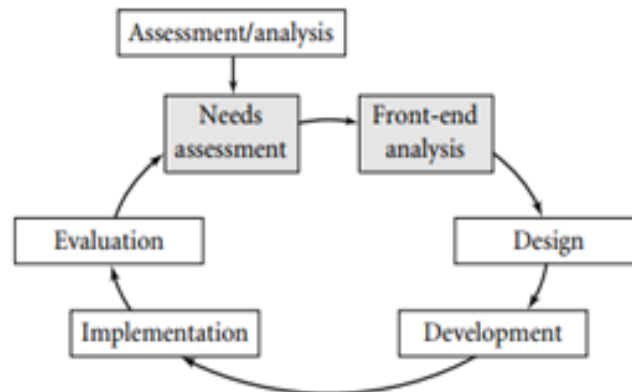 Assessment/analysis
Needs
assessment
Front-end
analysis
Evaluation
Design
Implementation
Development